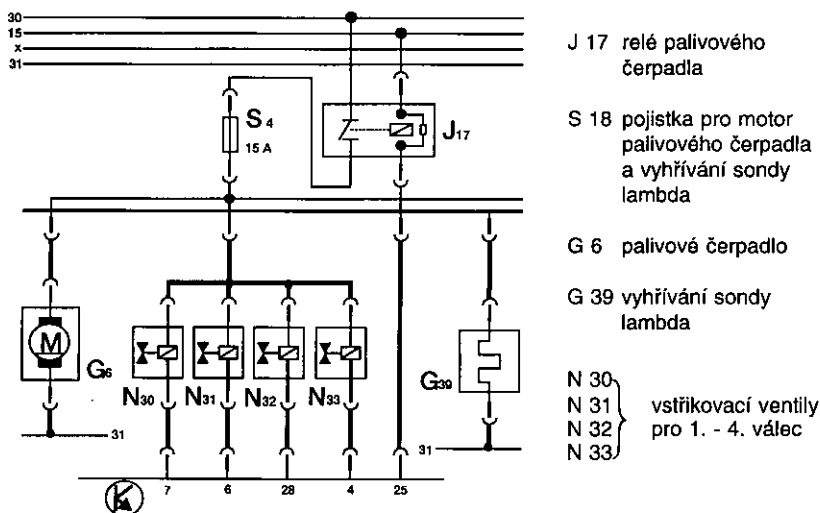 30
15
x
31
S 4
15 A
J17
M
G6
N30
N31
N32
N33
G39
31
31
7
6
28
4
25
J 17 relé palivového
čerpadla
S 18 pojistka pro motor
palivového čerpadla
a vyhřívání sondy
lambda
G 6 palivové čerpadlo
G 39 vyhřívání sondy
lambda
N 30
N 31 vstřikovací ventily
N 32 pro 1. - 4. válec
N 33